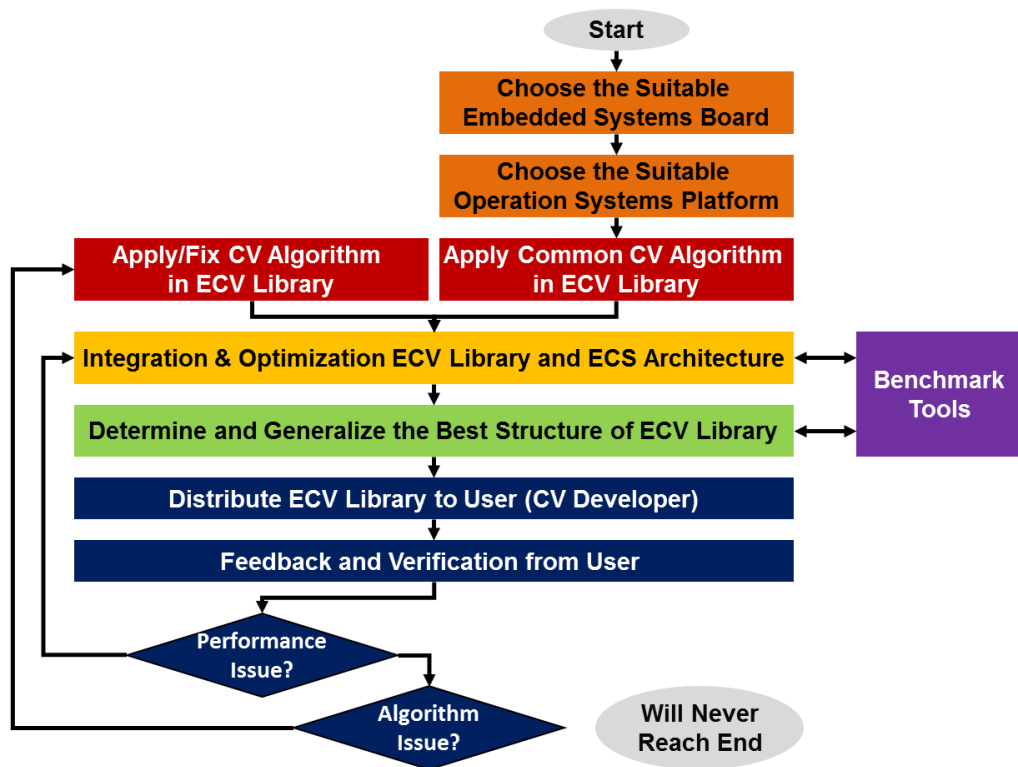 Start
Choose the Suitable
Embedded Systems Board
Choose the Suitable
Operation Systems Platform
Apply/Fix CV Algorithm
in ECV Library
Apply Common CV Algorithm
in ECV Library
Integration & Optimization ECV Library and ECS Architecture
Benchmark
Tools
Determine and Generalize the Best Structure of ECV Library
Distribute ECV Library to User (CV Developer)
Feedback and Verification from User
Performance
Issue?
Algorithm
Issue?
Will Never
Reach End